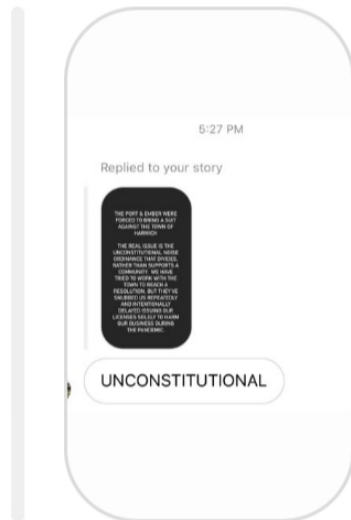 5:27 PM
Replied to your story
THE PORT & EMBER WERE
FORCED TO BRING A SUIT
AGAINST THE TOWN OF
HARWICH
THE REAL ISSUE IS THE
UNCONSTITUTIONAL NOISE
ORDINANCE THAT DIVIDES,
RATHER THAN SUPPORTS A
COMMUNITY. WE HAVE
TRIED TO WORK WITH THE
TOWN TO REACH A
RESOLUTION, BUT THEY'VE
SNUBBED US REPEATEDLY
AND INTENTIONALLY
DELAYED ISSUING OUR
LICENSES SOLELY TO HARM
OUR BUSINESS DURING
THE PANDEMIC.
UNCONSTITUTIONAL